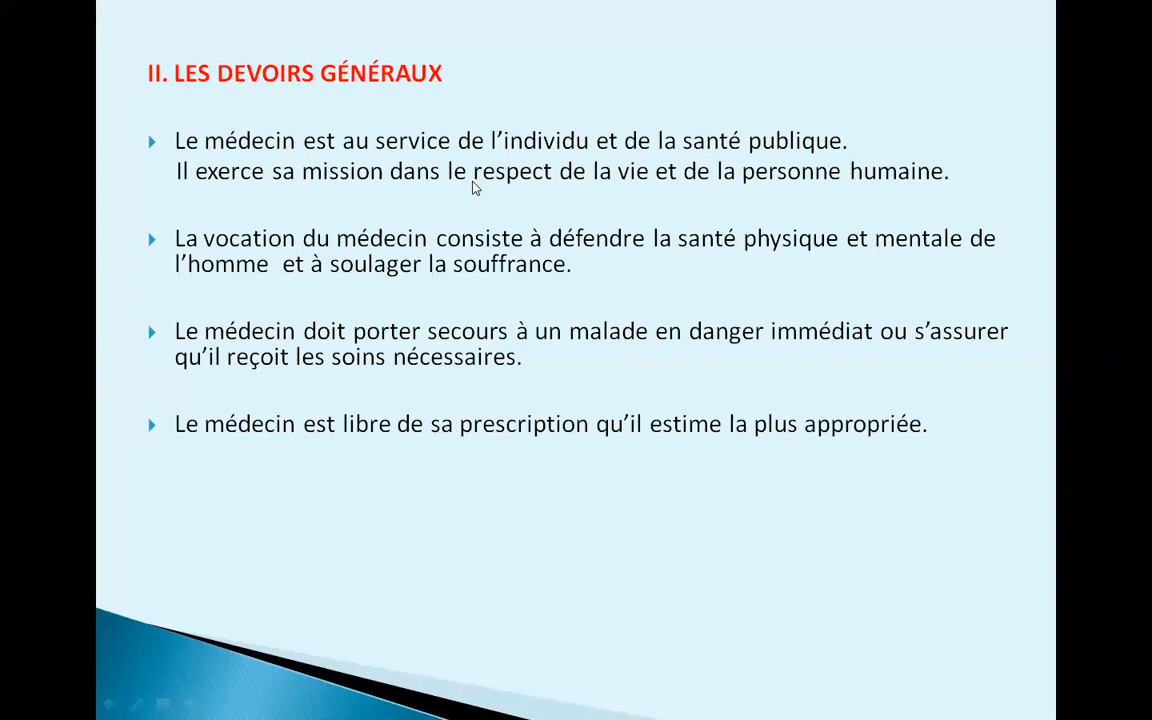 II. LES DEVOIRS GÉNÉRAUX
Le médecin est au service de l’individu et de la santé publique.
Il exerce sa mission dans le respect de la vie et de la personne humaine.
La vocation du médecin consiste à défendre la santé physique et mentale de
l’homme  et à soulager la souffrance.
Le médecin doit porter secours à un malade en danger immédiat ou s’assurer
qu’il reçoit les soins nécessaires.
Le médecin est libre de sa prescription qu’il estime la plus appropriée.